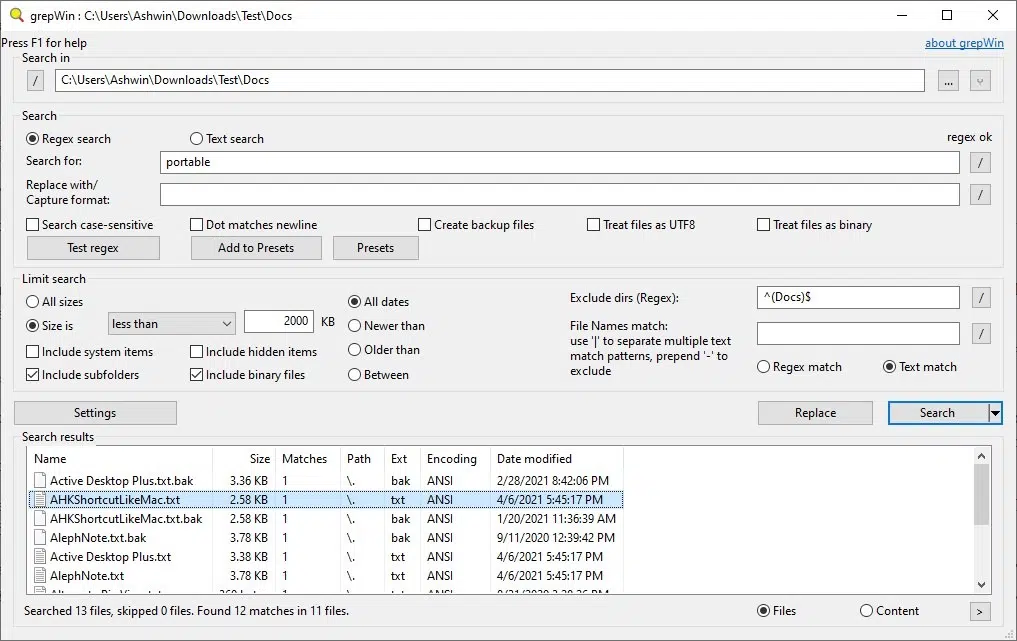 grepWin : C:\Users\Ashwin\Downloads\Test\Docs
Press F1 for help
about grepWin
Search in
/ C:\Users\Ashwin\Downloads\Test\Docs ...
Search
Regex search Text search regex ok
Search for: portable /
Replace with/
Capture format: /
Search case-sensitive Dot matches newline Create backup files Treat files as UTF8 Treat files as binary
Test regex Add to Presets Presets
Limit search
All sizes
Size is less than 2000 KB
Include system items Include hidden items
Include subfolders Include binary files
All dates
Newer than
Older than
Between
Exclude dirs (Regex): ^(Docs)$ /
File Names match:
use '|' to separate multiple text
match patterns, prepend '-' to
exclude
/
Regex match Text match
Settings Replace Search
Search results
Name Size Matches Path Ext Encoding Date modified
Active Desktop Plus.txt.bak 3.36 KB 1 \. bak ANSI 2/28/2021 8:42:06 PM
AHKShortcutLikeMac.txt 2.58 KB 1 \. txt ANSI 4/6/2021 5:45:17 PM
AHKShortcutLikeMac.txt.bak 2.58 KB 1 \. bak ANSI 1/20/2021 11:36:39 AM
AlephNote.txt.bak 3.78 KB 1 \. bak ANSI 9/11/2020 12:39:42 PM
Active Desktop Plus.txt 3.38 KB 1 \. txt ANSI 4/6/2021 5:45:17 PM
AlephNote.txt 3.78 KB 1 \. txt ANSI 4/6/2021 5:45:17 PM
Searched 13 files, skipped 0 files. Found 12 matches in 11 files.
Files Content >